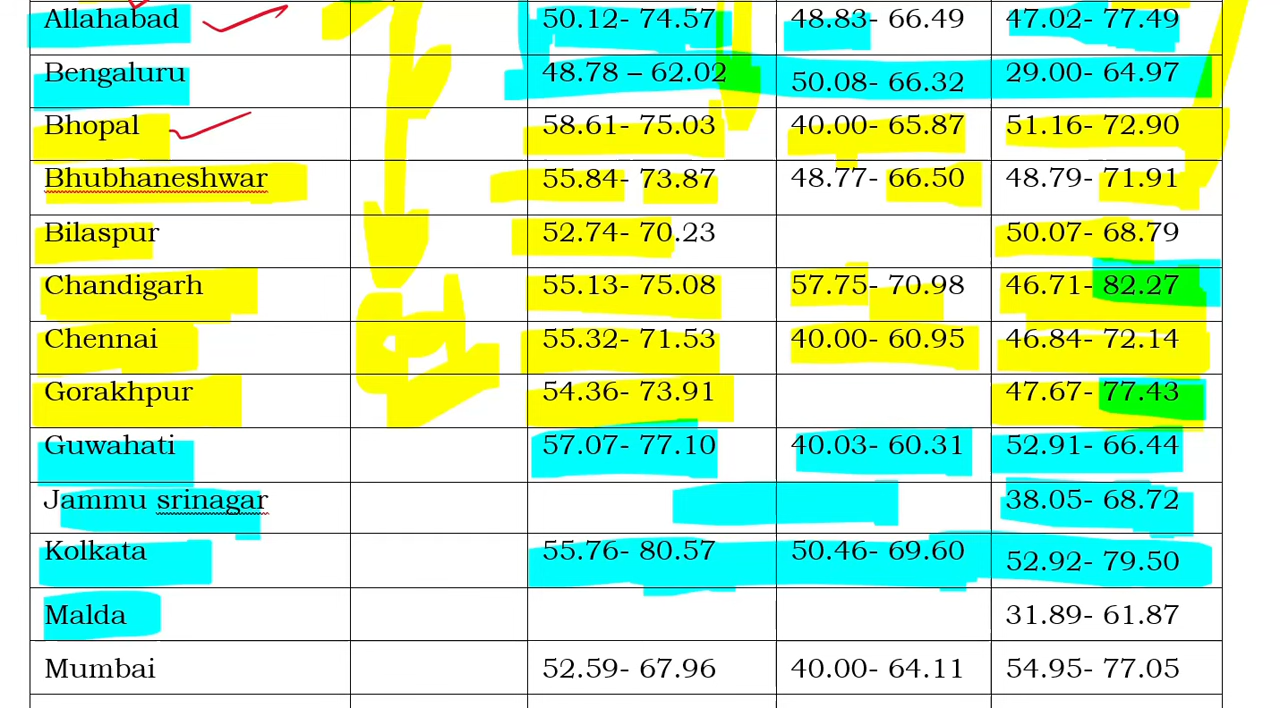 Allahabad 50.12- 74.57 48.83- 66.49 47.02- 77.49
Bengaluru 48.78 – 62.02 50.08- 66.32 29.00- 64.97
Bhopal 58.61- 75.03 40.00- 65.87 51.16- 72.90
Bhubhaneshwar 55.84- 73.87 48.77- 66.50 48.79- 71.91
Bilaspur 52.74- 70.23 50.07- 68.79
Chandigarh 55.13- 75.08 57.75- 70.98 46.71- 82.27
Chennai 55.32- 71.53 40.00- 60.95 46.84- 72.14
Gorakhpur 54.36- 73.91 47.67- 77.43
Guwahati 57.07- 77.10 40.03- 60.31 52.91- 66.44
Jammu srinagar 38.05- 68.72
Kolkata 55.76- 80.57 50.46- 69.60 52.92- 79.50
Malda 31.89- 61.87
Mumbai 52.59- 67.96 40.00- 64.11 54.95- 77.05